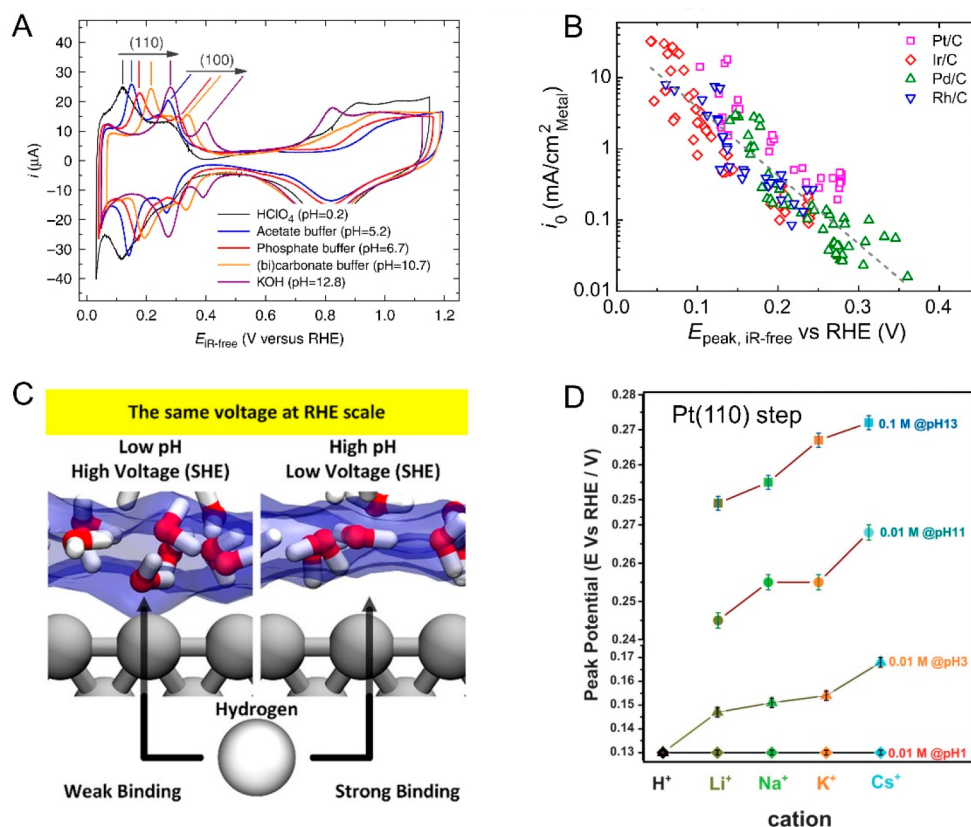 A
(110)
(100)
i (μA)
40
30
20
10
0
−10
−20
−30
−40
HClO₄ (pH=0.2)
Acetate buffer (pH=5.2)
Phosphate buffer (pH=6.7)
(bi)carbonate buffer (pH=10.7)
KOH (pH=12.8)
0.0 0.2 0.4 0.6 0.8 1.0 1.2
E_iR-free (V versus RHE)
B
i₀ (mA/cm²_Metal)
10
1
0.1
0.01
Pt/C
Ir/C
Pd/C
Rh/C
0.0 0.1 0.2 0.3 0.4
E_peak, iR-free vs RHE (V)
C
The same voltage at RHE scale
Low pH
High Voltage (SHE)
High pH
Low Voltage (SHE)
Hydrogen
Weak Binding
Strong Binding
D
Pt(110) step
Peak Potential (E Vs RHE / V)
0.28
0.27
0.26
0.25
0.27
0.26
0.25
0.24
0.17
0.16
0.15
0.14
0.13
0.1 M @pH13
0.01 M @pH11
0.01 M @pH3
0.01 M @pH1
H⁺ Li⁺ Na⁺ K⁺ Cs⁺
cation